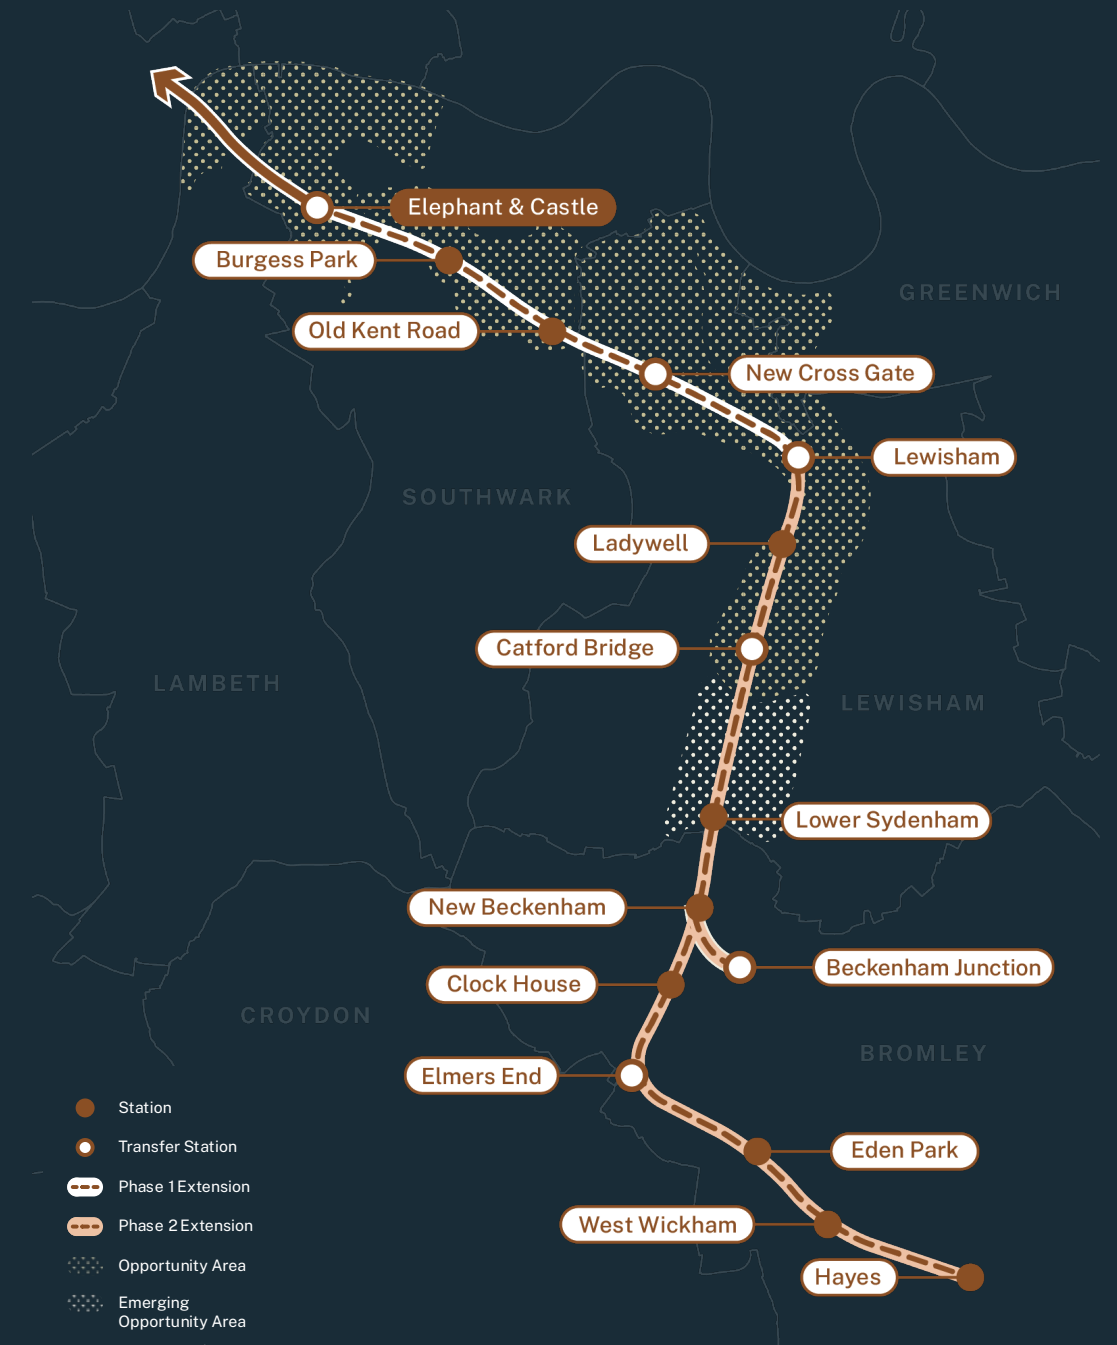 Elephant & Castle
Burgess Park
GREENWICH
Old Kent Road
New Cross Gate
Lewisham
SOUTHWARK
Ladywell
Catford Bridge
LAMBETH
LEWISHAM
Lower Sydenham
New Beckenham
Beckenham Junction
Clock House
CROYDON
BROMLEY
Elmers End
Station
Transfer Station
Eden Park
Phase 1 Extension
West Wickham
Phase 2 Extension
Opportunity Area
Hayes
Emerging
Opportunity Area